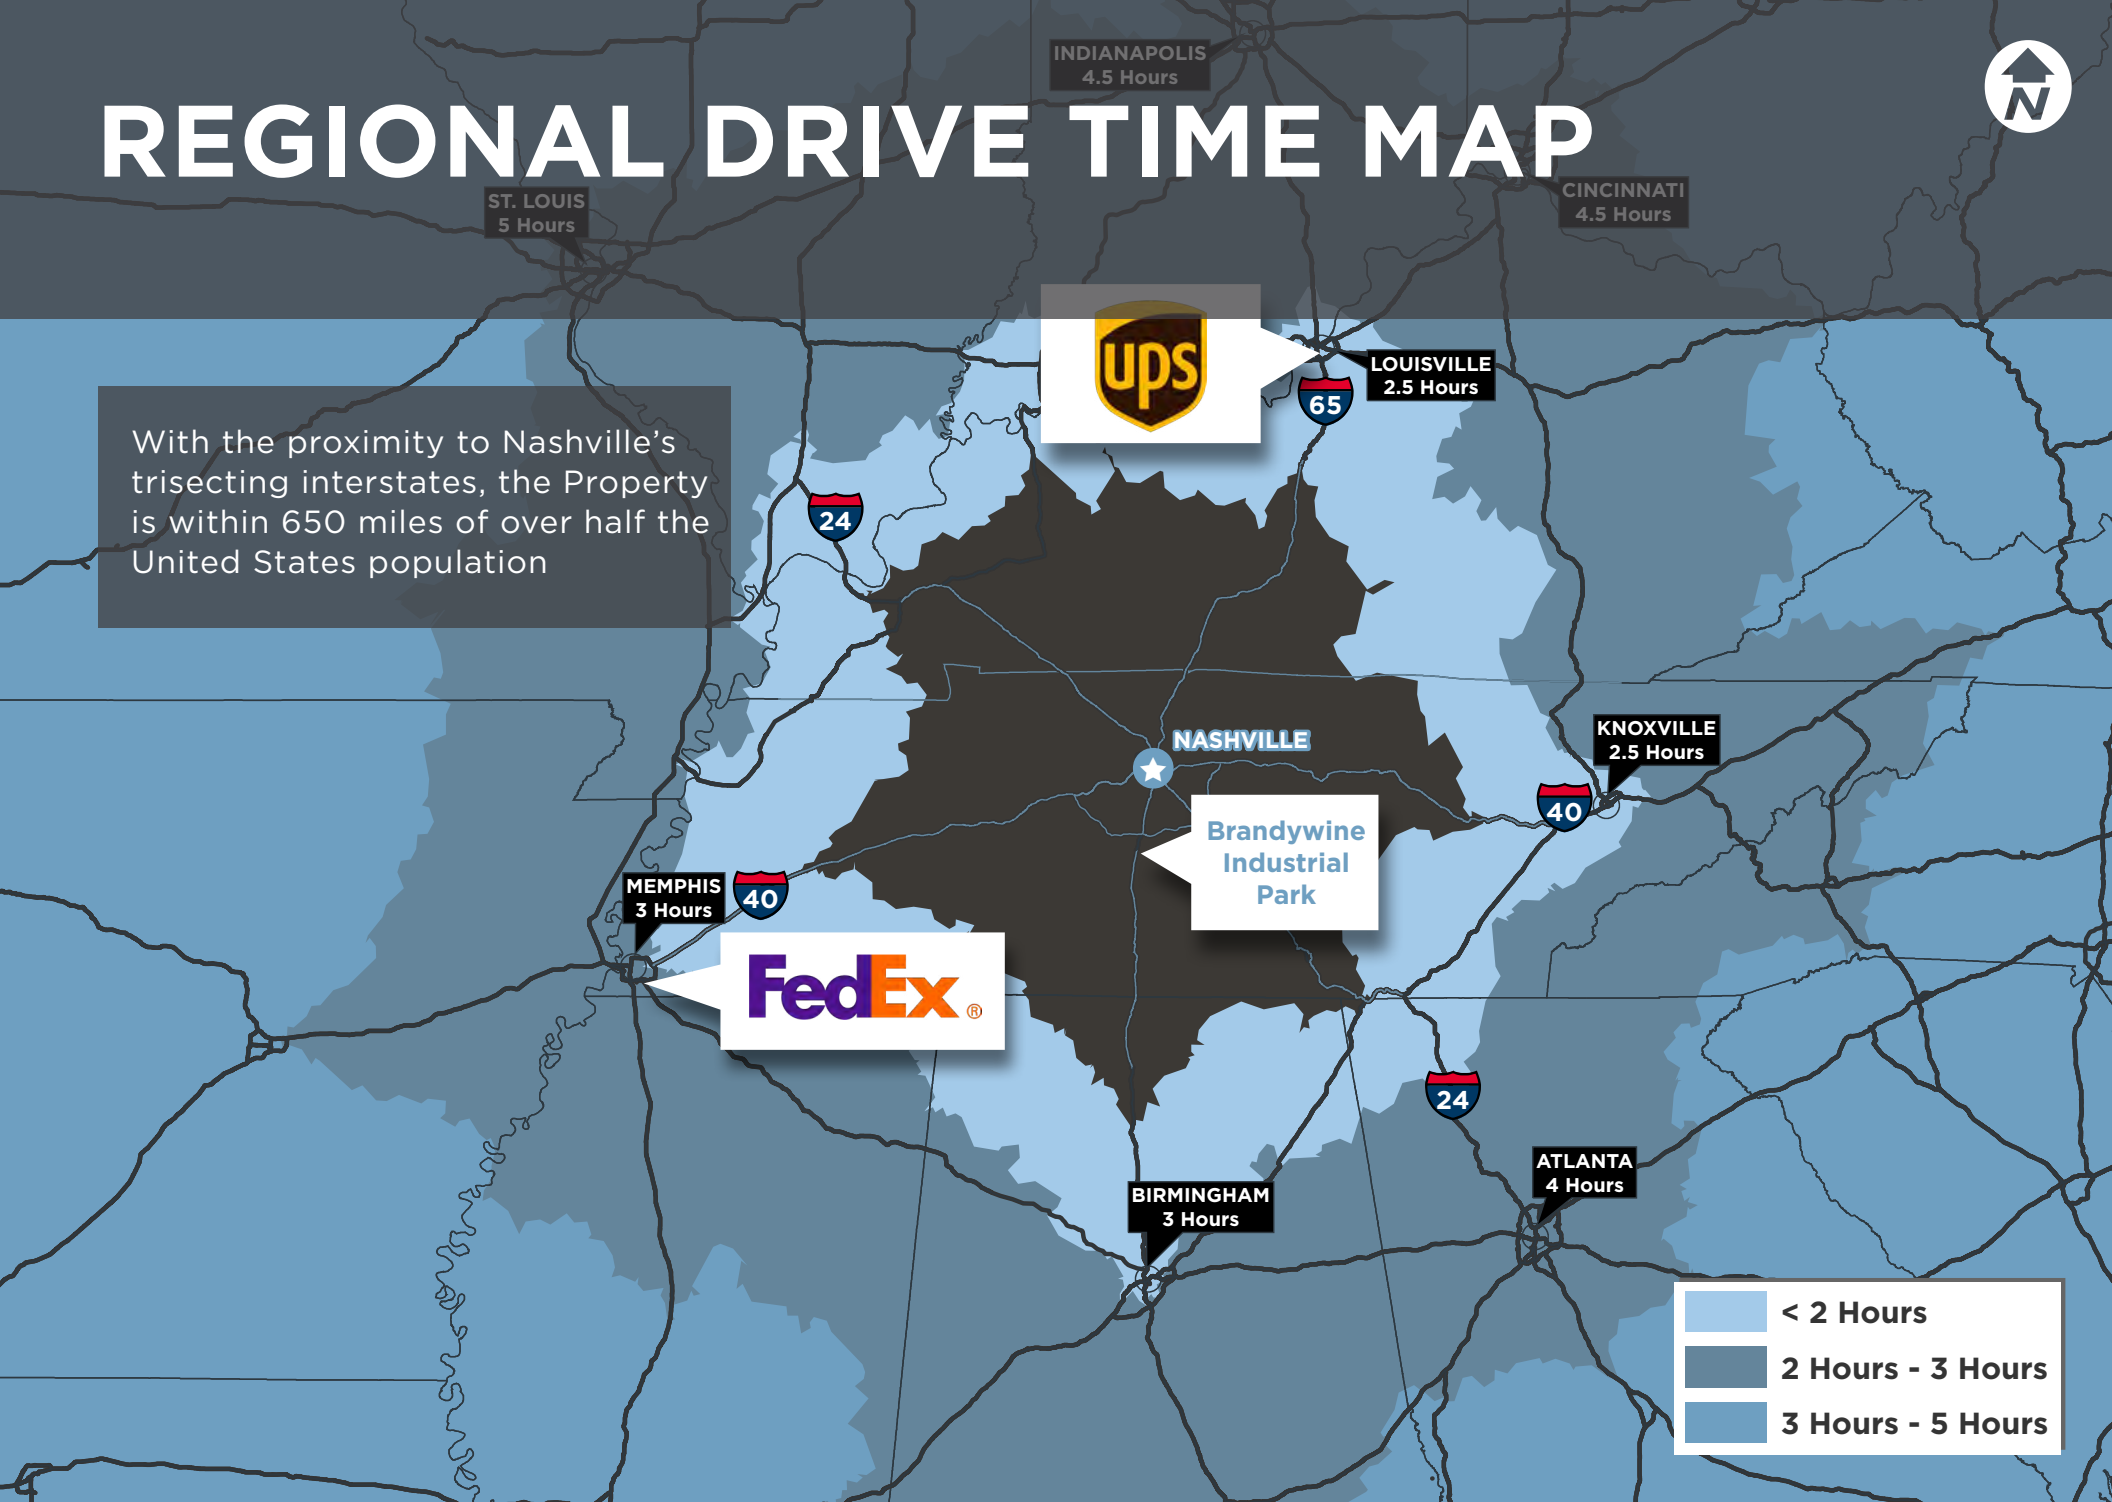 INDIANAPOLIS
4.5 Hours
N
REGIONAL DRIVE TIME MAP
ST. LOUIS
5 Hours
CINCINNATI
4.5 Hours
ups
LOUISVILLE
2.5 Hours
65
With the proximity to Nashville's
trisecting interstates, the Property
is within 650 miles of over half the
United States population
24
NASHVILLE
KNOXVILLE
2.5 Hours
40
Brandywine
Industrial
Park
MEMPHIS
3 Hours
40
FedEx®
24
ATLANTA
4 Hours
BIRMINGHAM
3 Hours
< 2 Hours
2 Hours - 3 Hours
3 Hours - 5 Hours